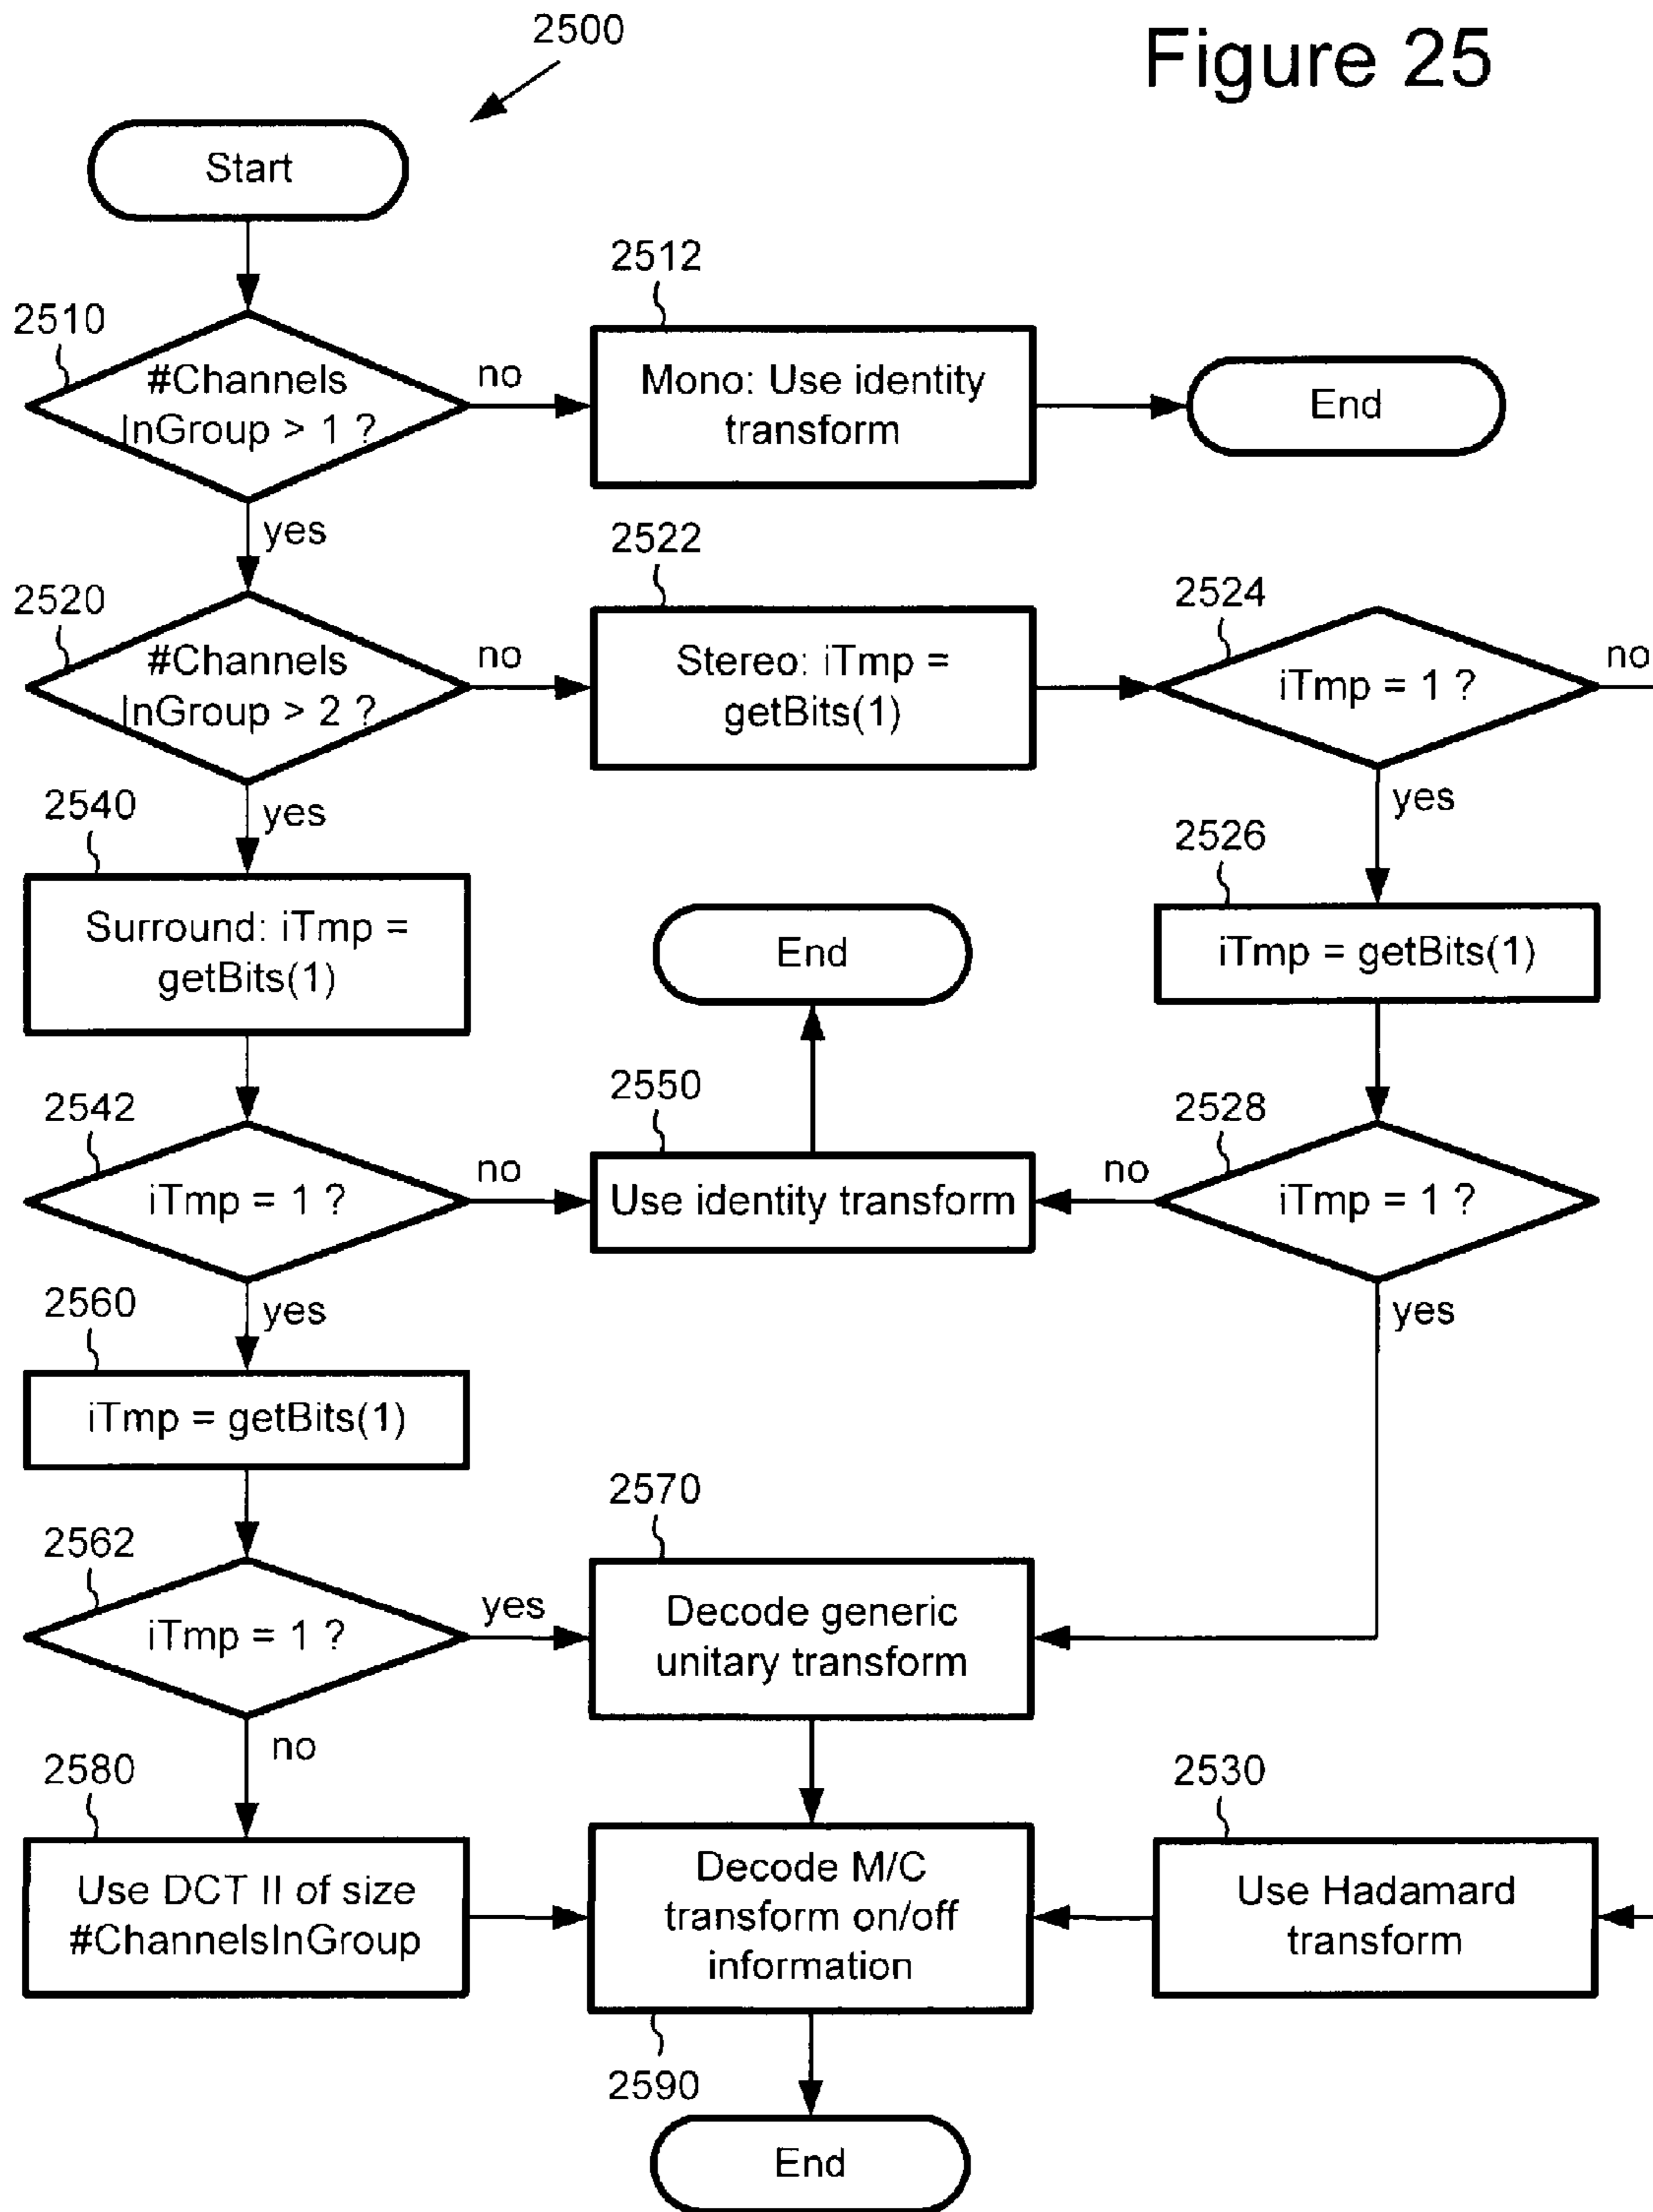 2500
Figure 25
Start
2512
2510
#Channels
InGroup > 1 ?
no
Mono: Use identity
transform
End
yes
2522
2520
#Channels
InGroup > 2 ?
no
Stereo: iTmp =
getBits(1)
2524
iTmp = 1 ?
no
yes
2540
yes
Surround: iTmp =
getBits(1)
End
2526
iTmp = getBits(1)
2542
iTmp = 1 ?
no
2550
Use identity transform
2528
no
iTmp = 1 ?
2560
yes
yes
iTmp = getBits(1)
2562
iTmp = 1 ?
yes
2570
Decode generic
unitary transform
no
2580
Use DCT II of size
#ChannelsInGroup
Decode M/C
transform on/off
information
2530
Use Hadamard
transform
2590
End